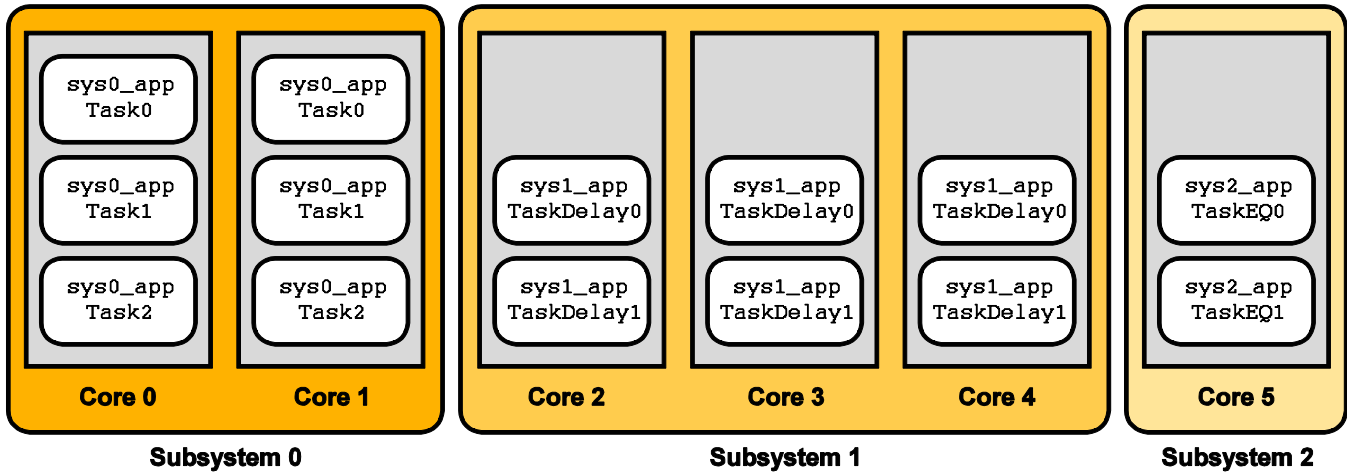 sys0_app
Task0
sys0_app
Task1
sys0_app
Task2
Core 0
sys0_app
Task0
sys0_app
Task1
sys0_app
Task2
Core 1
Subsystem 0
sys1_app
TaskDelay0
sys1_app
TaskDelay1
Core 2
sys1_app
TaskDelay0
sys1_app
TaskDelay1
Core 3
sys1_app
TaskDelay0
sys1_app
TaskDelay1
Core 4
Subsystem 1
sys2_app
TaskEQ0
sys2_app
TaskEQ1
Core 5
Subsystem 2